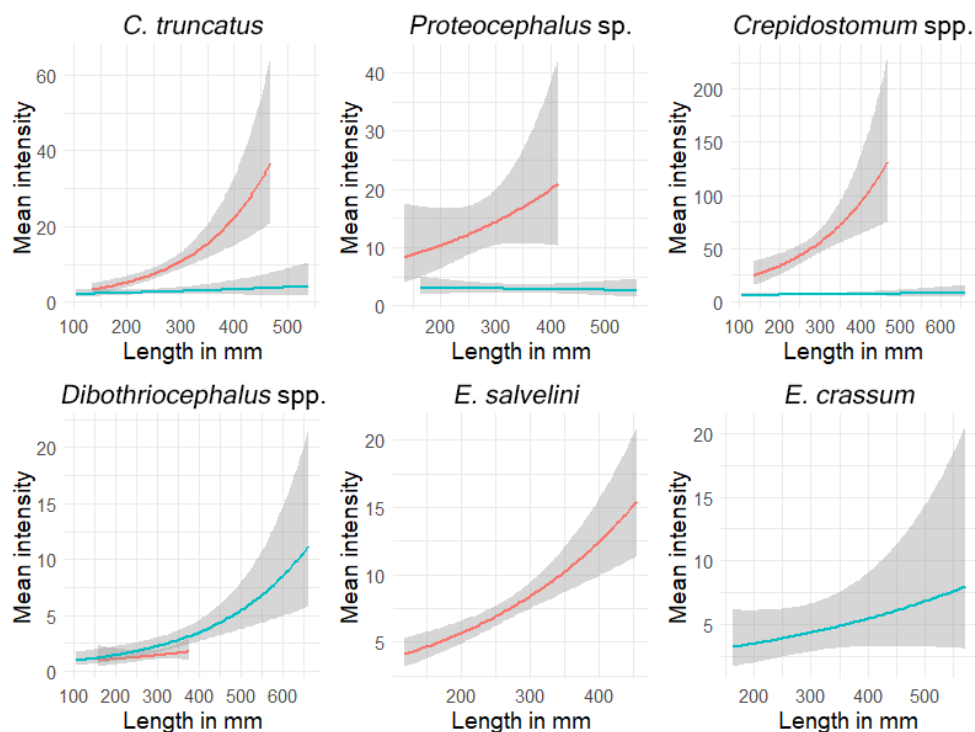 C. truncatus
Proteocephalus sp.
Crepidostomum spp.
Mean intensity
60
40
20
0
100 200 300 400 500
Length in mm
Mean intensity
40
30
20
10
0
200 300 400 500
Length in mm
Mean intensity
200
150
100
50
0
100 200 300 400 500 600
Length in mm
Dibothriocephalus spp.
E. salvelini
E. crassum
Mean intensity
20
15
10
5
0
100 200 300 400 500 600
Length in mm
Mean intensity
20
15
10
5
200 300 400
Length in mm
Mean intensity
20
15
10
5
200 300 400 500
Length in mm